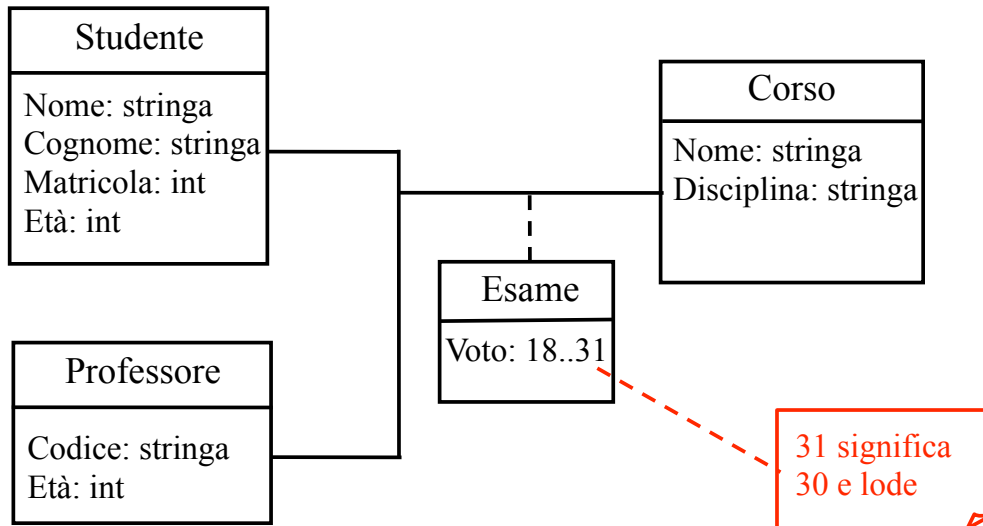 Studente
Nome: stringa
Cognome: stringa
Matricola: int
Età: int
Corso
Nome: stringa
Disciplina: stringa
Esame
Voto: 18..31
Professore
Codice: stringa
Età: int
31 significa
30 e lode